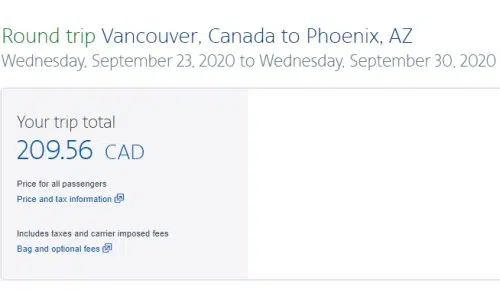 Round trip Vancouver, Canada to Phoenix, AZ
Wednesday, September 23, 2020 to Wednesday, September 30, 2020
Your trip total
209.56 CAD
Price for all passengers
Price and tax information
Includes taxes and carrier imposed fees
Bag and optional fees